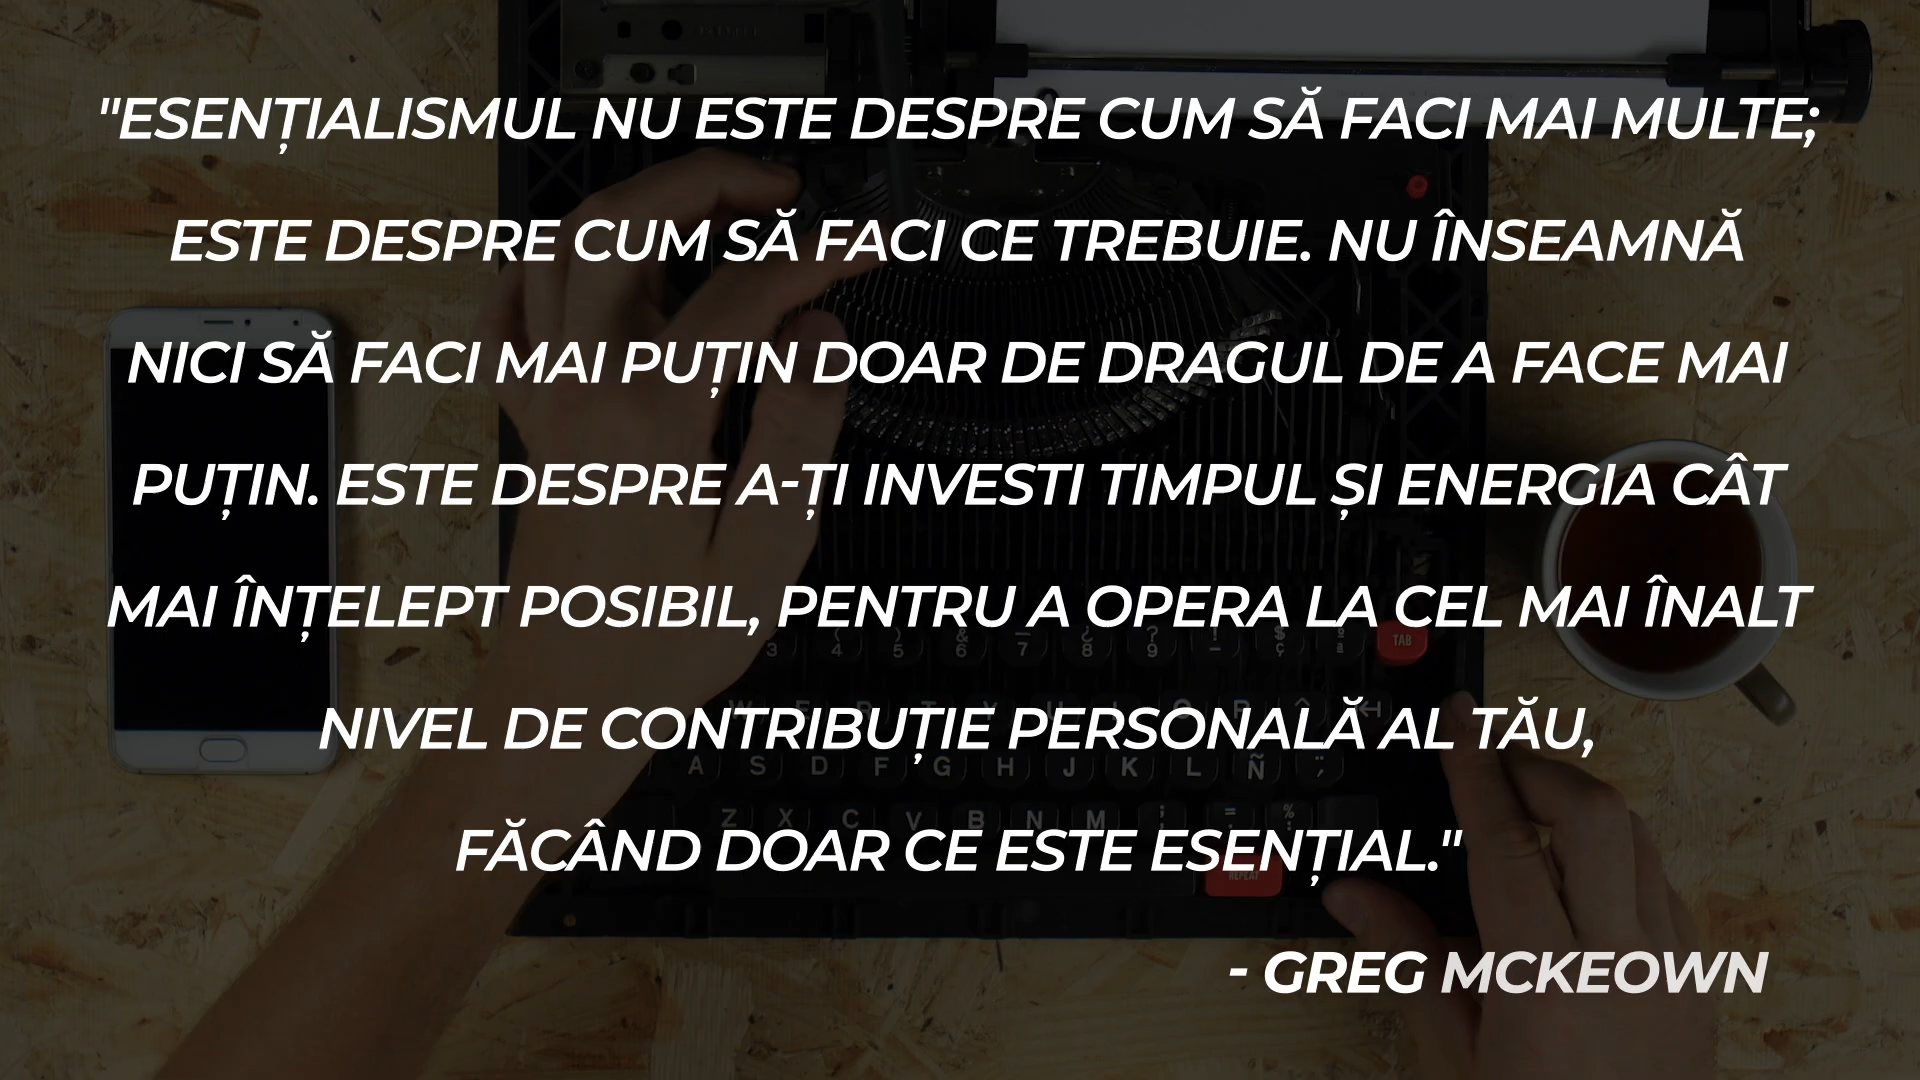 "ESENȚIALISMUL NU ESTE DESPRE CUM SĂ FACI MAI MULTE;
ESTE DESPRE CUM SĂ FACI CE TREBUIE. NU ÎNSEAMNĂ
NICI SĂ FACI MAI PUȚIN DOAR DE DRAGUL DE A FACE MAI
PUȚIN. ESTE DESPRE A-ȚI INVESTI TIMPUL ȘI ENERGIA CÂT
MAI ÎNȚELEPT POSIBIL, PENTRU A OPERA LA CEL MAI ÎNALT
NIVEL DE CONTRIBUȚIE PERSONALĂ AL TĂU,
FĂCÂND DOAR CE ESTE ESENȚIAL."
- GREG MCKEOWN
TAB
A S D F G H J K L Ñ
Z X C V B N M
REPEAT